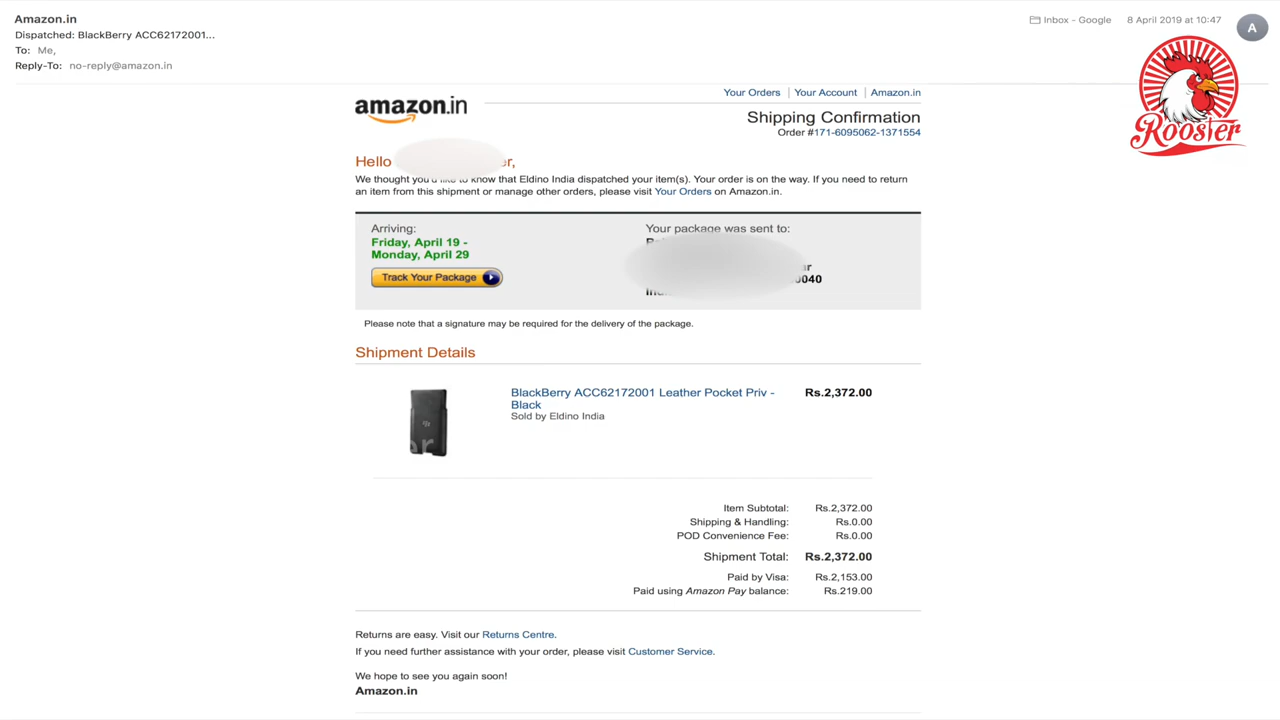 Amazon.in
Inbox - Google 8 April 2019 at 10:47
A
Dispatched: BlackBerry ACC62172001...
To: Me,
Reply-To: no-reply@amazon.in
Rooster
Your Orders | Your Account | Amazon.in
amazon.in
Shipping Confirmation
Order #171-6095062-1371554
Hello
We thought you'd like to know that Eldino India dispatched your item(s). Your order is on the way. If you need to return
an item from this shipment or manage other orders, please visit Your Orders on Amazon.in.
Arriving:
Friday, April 19 -
Monday, April 29
Track Your Package
Your package was sent to:
Please note that a signature may be required for the delivery of the package.
Shipment Details
BlackBerry ACC62172001 Leather Pocket Priv -
Black
Rs.2,372.00
Sold by Eldino India
Item Subtotal: Rs.2,372.00
Shipping & Handling: Rs.0.00
POD Convenience Fee: Rs.0.00
Shipment Total: Rs.2,372.00
Paid by Visa: Rs.2,153.00
Paid using Amazon Pay balance: Rs.219.00
Returns are easy. Visit our Returns Centre.
If you need further assistance with your order, please visit Customer Service.
We hope to see you again soon!
Amazon.in